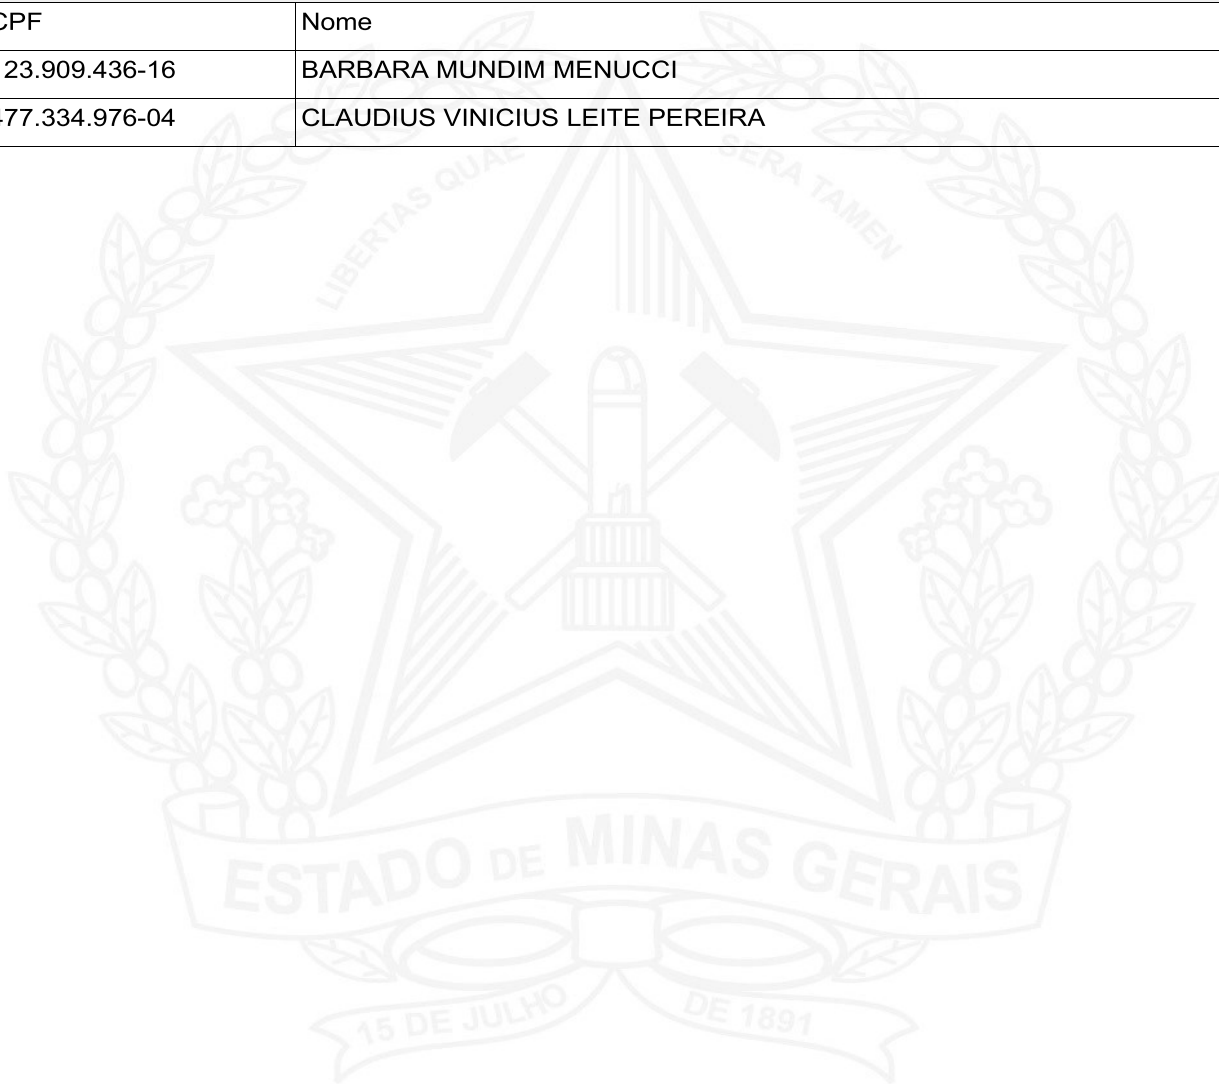 CPF Nome
23.909.436-16 BARBARA MUNDIM MENUCCI
477.334.976-04 CLAUDIUS VINICIUS LEITE PEREIRA
LIBERTAS QUAE SERA TAMEN
ESTADO DE MINAS GERAIS
15 DE JULHO DE 1891